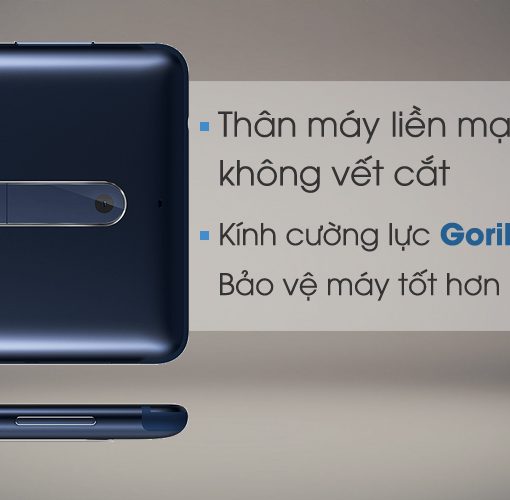 Thân máy liền
không vết cắt
Kính cường lực
Bảo vệ máy tốt hơn